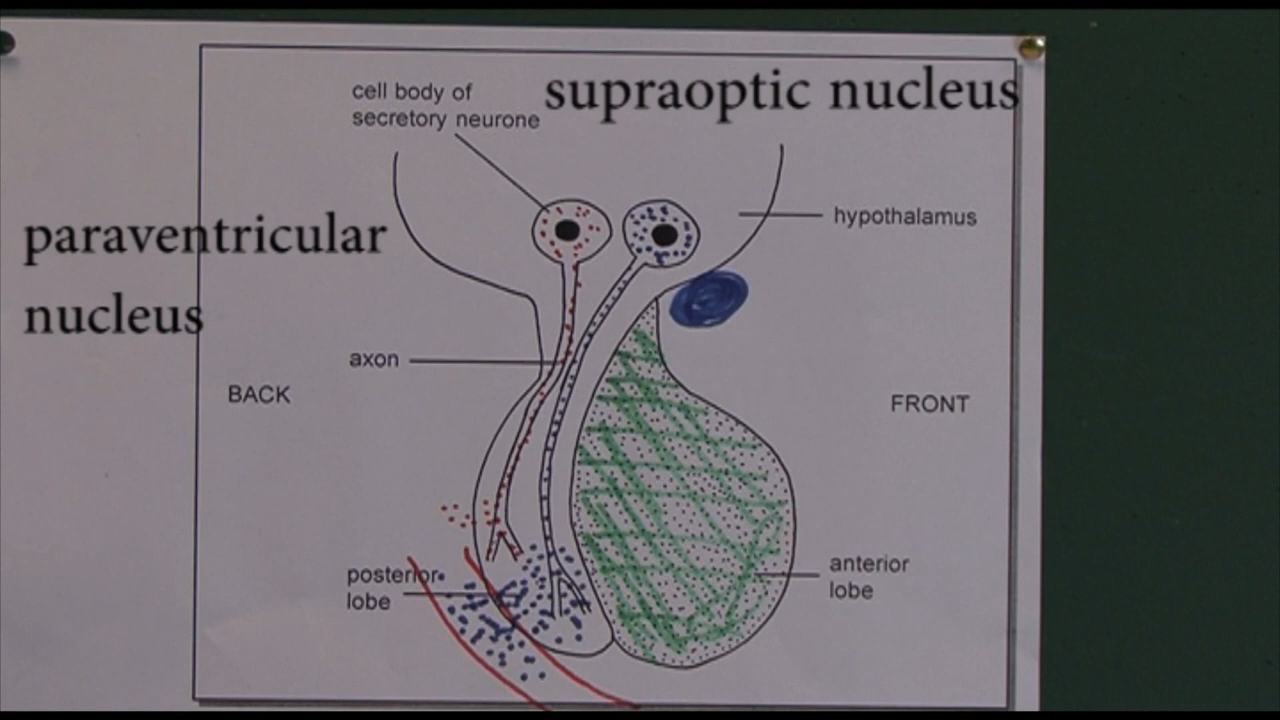 cell body of
secretory neurone
supraoptic nucleus
hypothalamus
paraventricular
nucleus
axon
BACK
FRONT
posterior
lobe
anterior
lobe